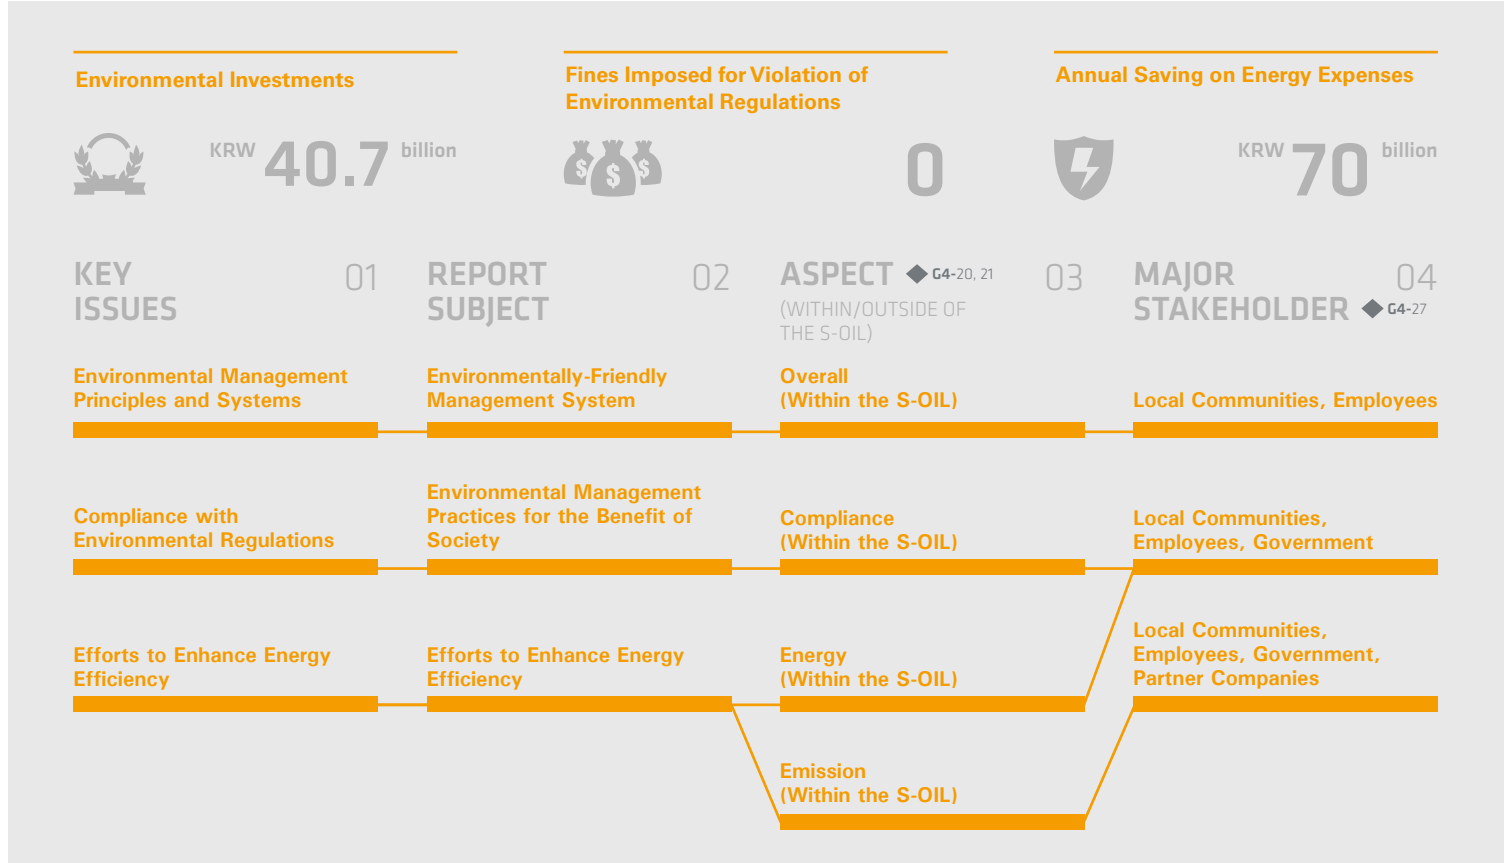 Environmental Investments
KRW 40.7 billion
Fines Imposed for Violation of
Environmental Regulations
0
Annual Saving on Energy Expenses
KRW 70 billion
KEY
ISSUES
01
REPORT
SUBJECT
02
ASPECT ◆ G4-20, 21
(WITHIN/OUTSIDE OF
THE S-OIL)
03
MAJOR
STAKEHOLDER ◆ G4-27
04
Environmental Management
Principles and Systems
Environmentally-Friendly
Management System
Overall
(Within the S-OIL)
Local Communities, Employees
Compliance with
Environmental Regulations
Environmental Management
Practices for the Benefit of
Society
Compliance
(Within the S-OIL)
Local Communities,
Employees, Government
Efforts to Enhance Energy
Efficiency
Efforts to Enhance Energy
Efficiency
Energy
(Within the S-OIL)
Local Communities,
Employees, Government,
Partner Companies
Emission
(Within the S-OIL)